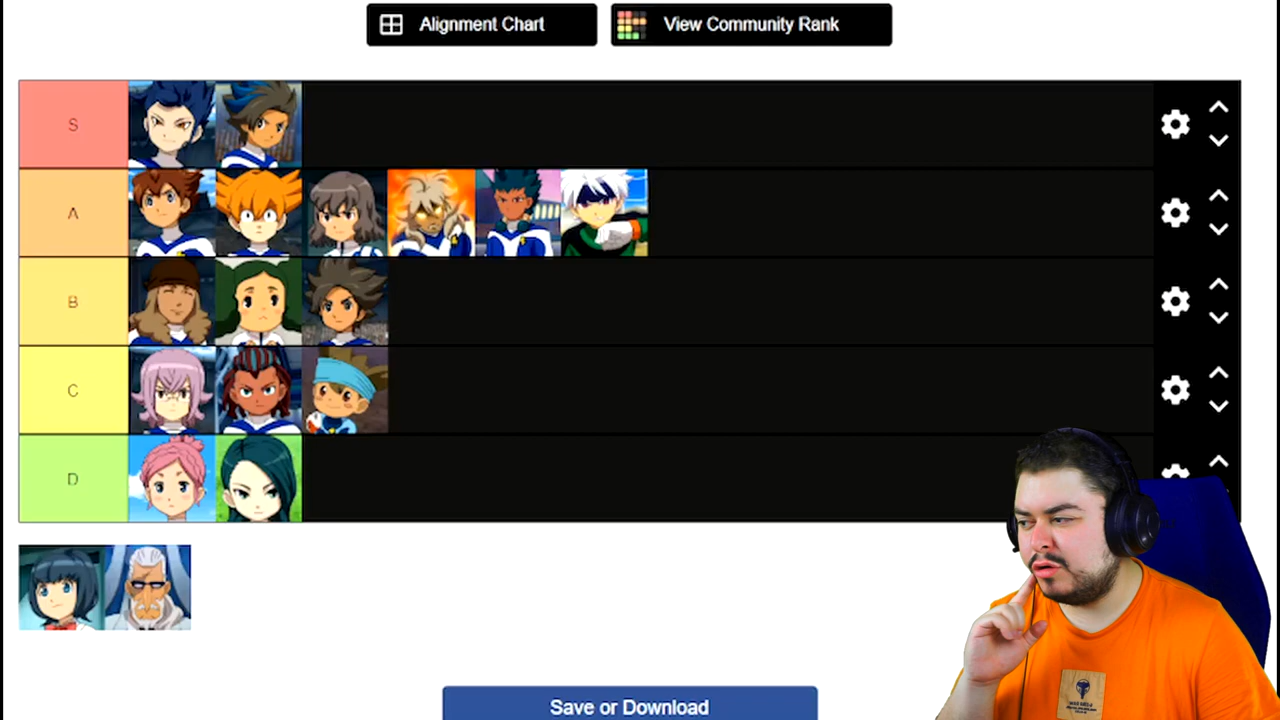 Alignment Chart
View Community Rank
S
A
B
C
D
Save or Download